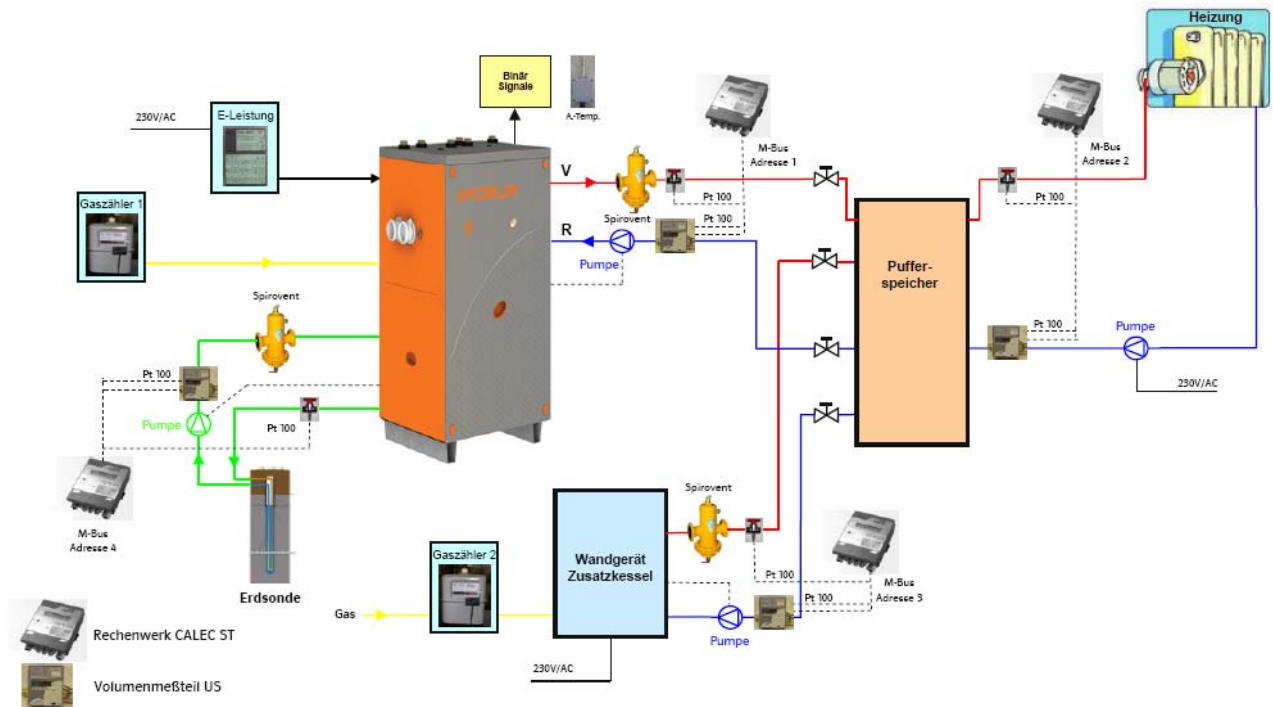 Heizung
Binär
Signale
A.-Temp.
230V/AC
E-Leistung
M-Bus
Adresse 1
M-Bus
Adresse 2
V
Pt 100
Pt 100
Spirovent
Pt 100
R
Pumpe
Gaszähler 1
Puffer-
speicher
Pt 100
Pumpe
230V/AC
Spirovent
Pt 100
Pumpe
Pt 100
M-Bus
Adresse 4
Erdsonde
Spirovent
Wandgerät
Zusatzkessel
Pt 100
Pt 100
M-Bus
Adresse 3
Pumpe
Gaszähler 2
Gas
230V/AC
Rechenwerk CALEC ST
Volumenmeßteil US